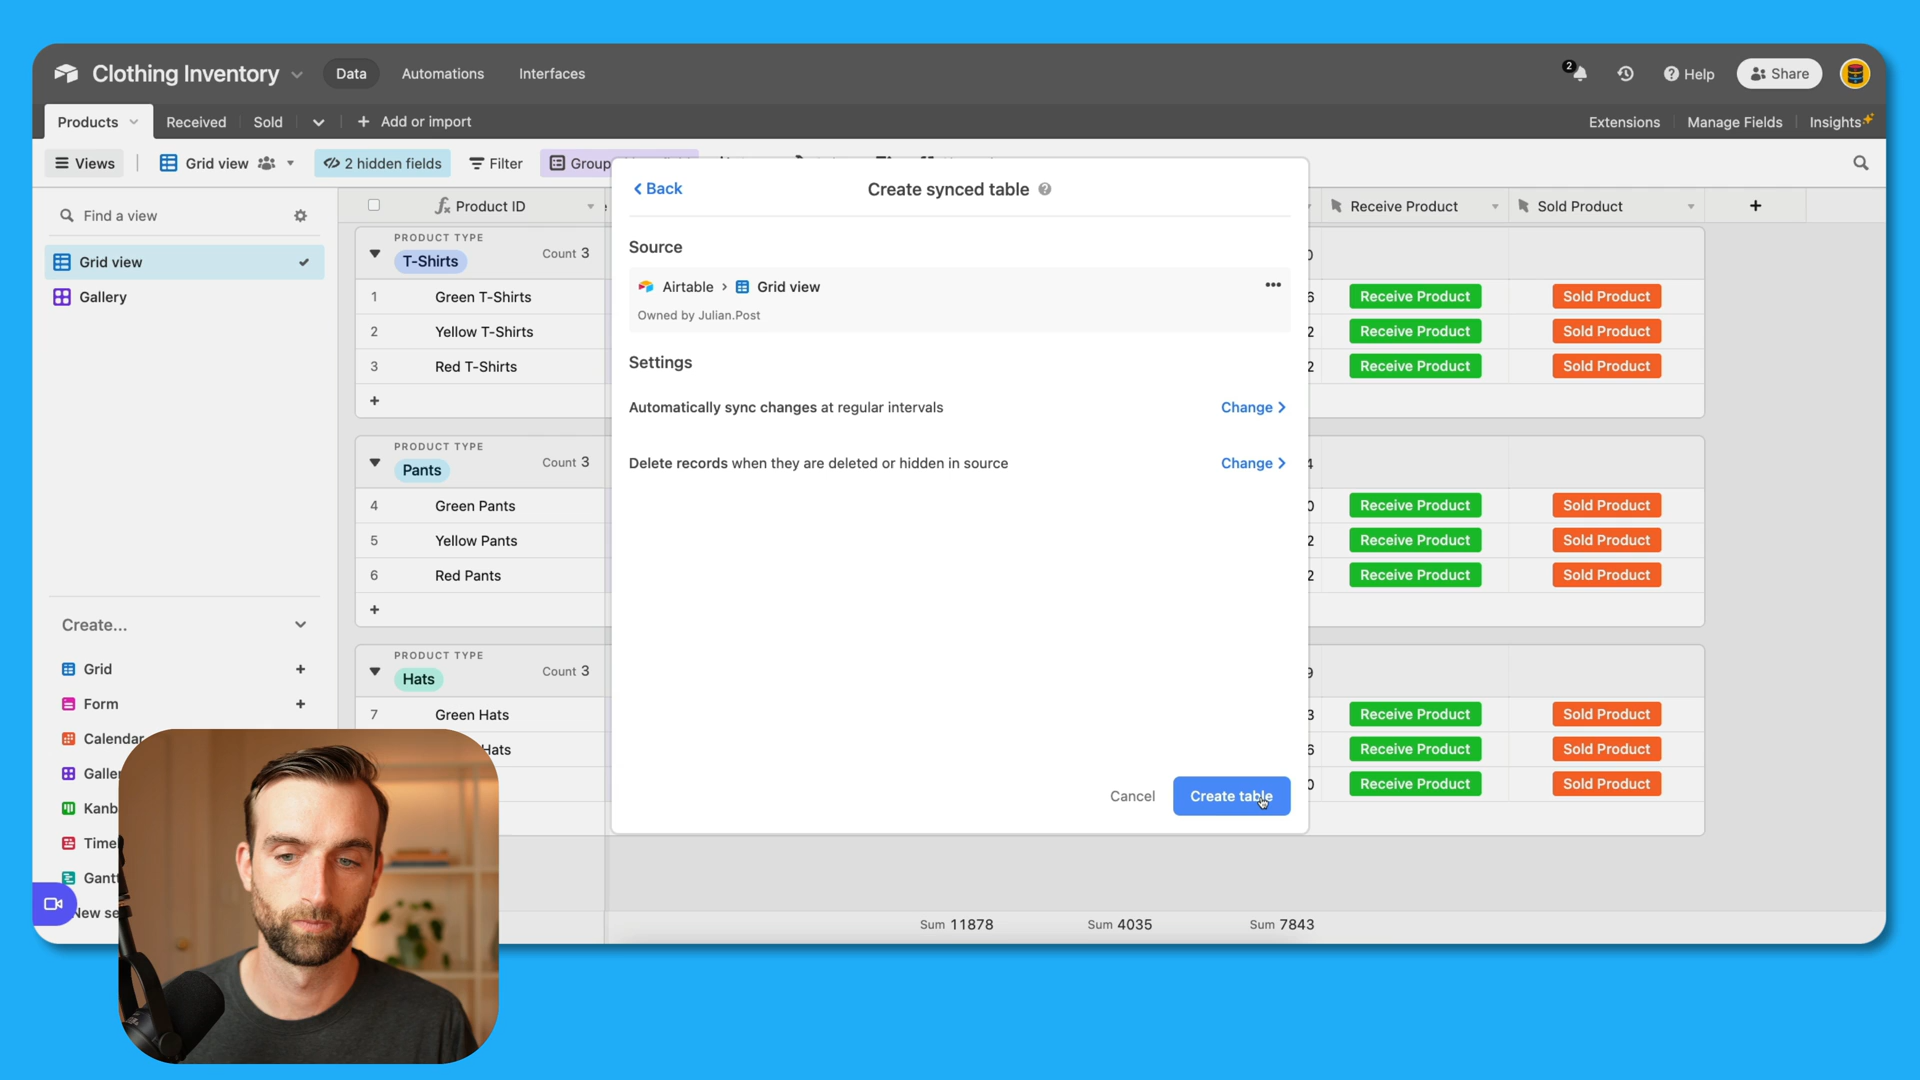 Clothing Inventory
Data
Automations
Interfaces
2
Help
Share
Products
Received
Sold
Add or import
Extensions
Manage Fields
Insights
Views
Grid view
2 hidden fields
Filter
Group
Find a view
Grid view
Gallery
Create...
Grid
Form
Calendar
Product ID
Receive Product
Sold Product
PRODUCT TYPE
T-Shirts
Count 3
1 Green T-Shirts
2 Yellow T-Shirts
3 Red T-Shirts
PRODUCT TYPE
Pants
Count 3
4 Green Pants
5 Yellow Pants
6 Red Pants
PRODUCT TYPE
Hats
Count 3
7 Green Hats
Hats
Back
Create synced table
Source
Airtable > Grid view
Owned by Julian.Post
Settings
Automatically sync changes at regular intervals
Change
Delete records when they are deleted or hidden in source
Change
Cancel
Create table
Receive Product Sold Product
Receive Product Sold Product
Receive Product Sold Product
Receive Product Sold Product
Receive Product Sold Product
Receive Product Sold Product
Receive Product Sold Product
Receive Product Sold Product
Receive Product Sold Product
Sum 11878
Sum 4035
Sum 7843